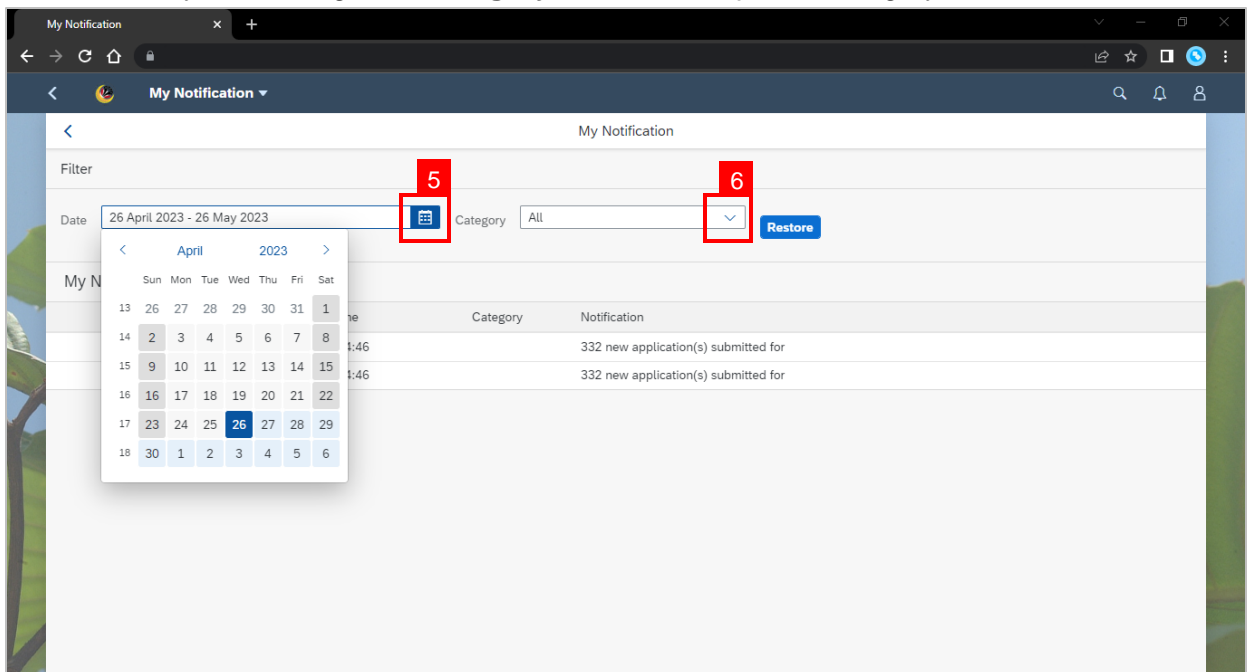 My Notification
My Notification
My Notification
Filter
5
6
Date 26 April 2023 - 26 May 2023 Category All Restore
April 2023
My N
Sun Mon Tue Wed Thu Fri Sat
13 26 27 28 29 30 31 1
14 2 3 4 5 6 7 8
15 9 10 11 12 13 14 15
16 16 17 18 19 20 21 22
17 23 24 25 26 27 28 29
18 30 1 2 3 4 5 6
Category Notification
4:46 332 new application(s) submitted for
4:46 332 new application(s) submitted for